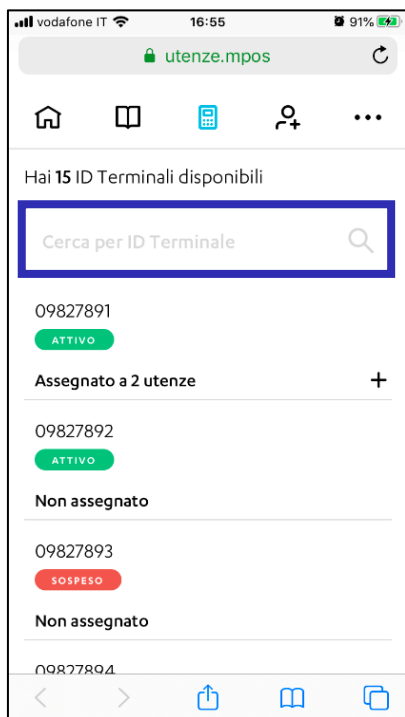 vodafone IT 16:55 91%
utenze.mpos
Hai 15 ID Terminali disponibili
Cerca per ID Terminale
09827891
ATTIVO
Assegnato a 2 utenze
09827892
ATTIVO
Non assegnato
09827893
SOSPESO
Non assegnato
09827894